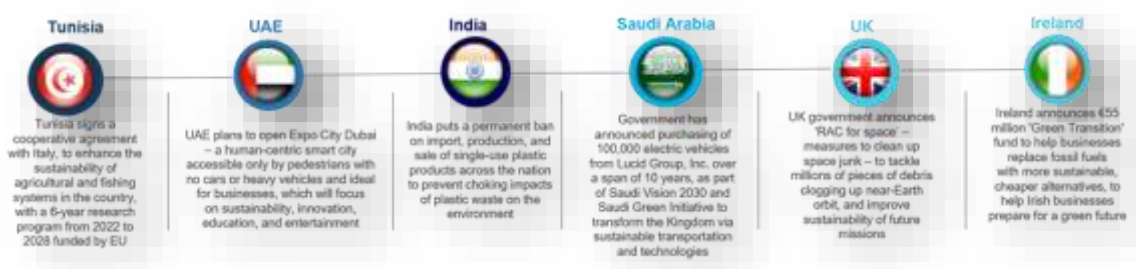 Tunisia
Tunisia signs a
cooperative agreement
with Italy, to enhance the
sustainability of
agricultural and fishing
systems in the country,
with a 6-year research
program from 2022 to
2028 funded by EU
UAE
UAE plans to open Expo City Dubai
– a human-centric smart city
accessible only by pedestrians with
no cars or heavy vehicles and ideal
for businesses, which will focus
on sustainability, innovation,
education, and entertainment
India
India puts a permanent ban
on import, production, and
sale of single-use plastic
products across the nation
to prevent choking impacts
of plastic waste on the
environment
Saudi Arabia
Government has
announced purchasing of
100,000 electric vehicles
from Lucid Group, Inc. over
a span of 10 years, as part
of Saudi Vision 2030 and
Saudi Green Initiative to
transform the Kingdom via
sustainable transportation
and technologies
UK
UK government announces
'RAC for space' –
measures to clean up
space junk – to tackle
millions of pieces of debris
clogging up near-Earth
orbit, and improve
sustainability of future
missions
Ireland
Ireland announces €55
million 'Green Transition'
fund to help businesses
replace fossil fuels
with more sustainable,
cheaper alternatives, to
help Irish businesses
prepare for a green future